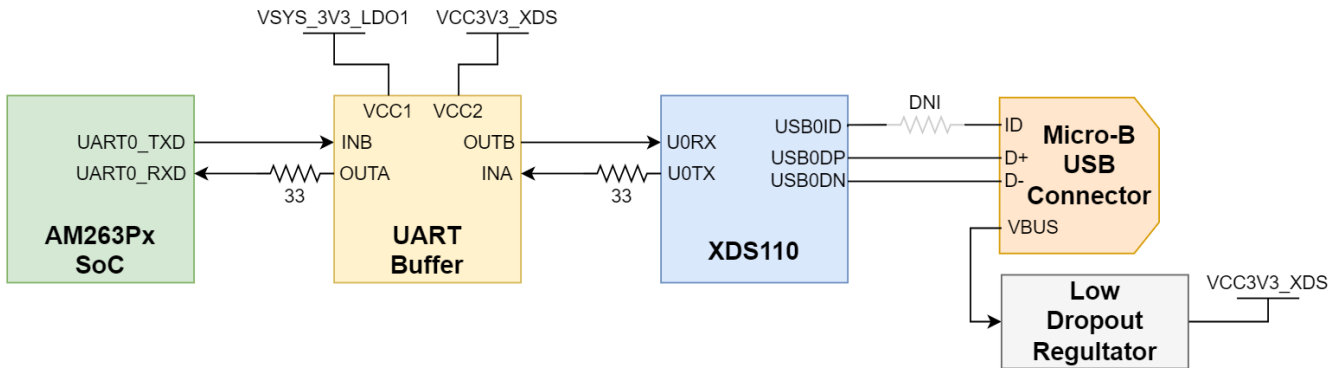 VSYS_3V3_LDO1
VCC3V3_XDS
VCC1
VCC2
UART0_TXD
UART0_RXD
AM263Px
SoC
33
INB
OUTA
OUTB
INA
UART
Buffer
33
U0RX
U0TX
USB0ID
USB0DP
USB0DN
XDS110
DNI
ID
D+
D-
VBUS
Micro-B
USB
Connector
Low
Dropout
Regultator
VCC3V3_XDS